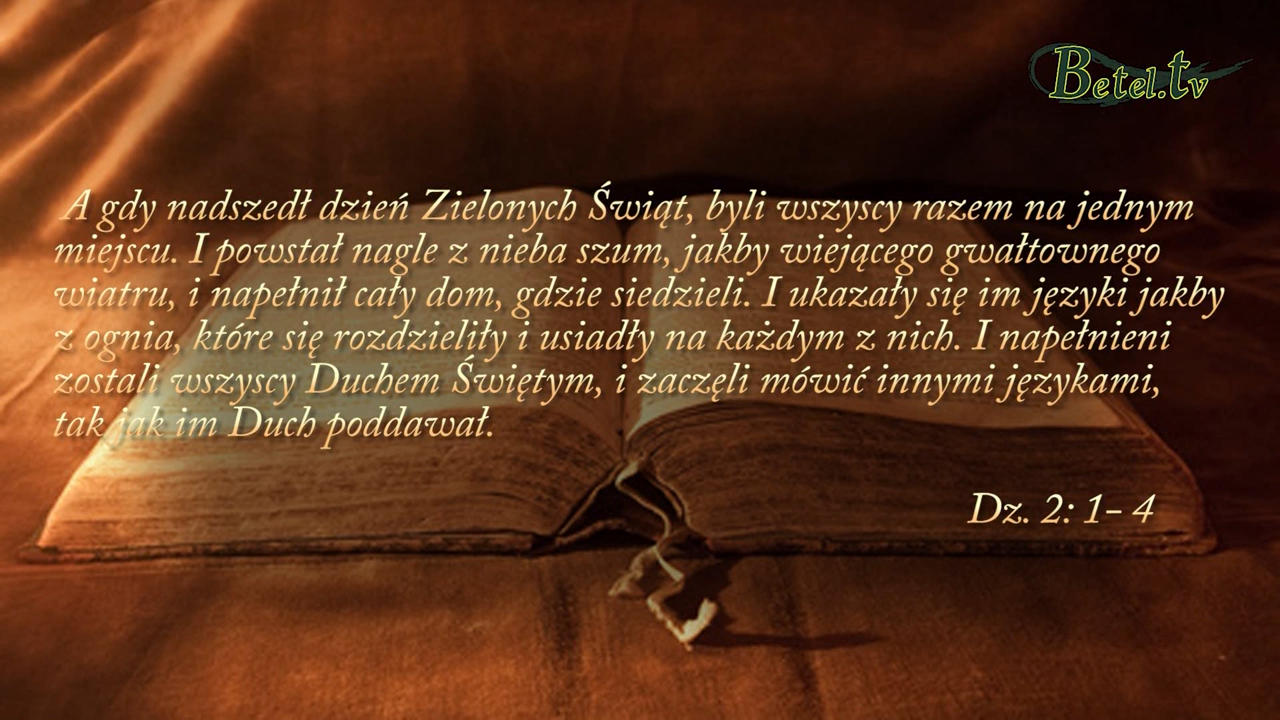 Betel.tv
A gdy nadszedł dzień Zielonych Świąt, byli wszyscy razem na jednym
miejscu. I powstał nagle z nieba szum, jakby wiejącego gwałtownego
wiatru, i napełnił cały dom, gdzie siedzieli. I ukazały się im języki jakby
z ognia, które się rozdzieliły i usiadły na każdym z nich. I napełnieni
zostali wszyscy Duchem Świętym, i zaczęli mówić innymi językami,
tak jak im Duch poddawał.
Dz. 2: 1- 4